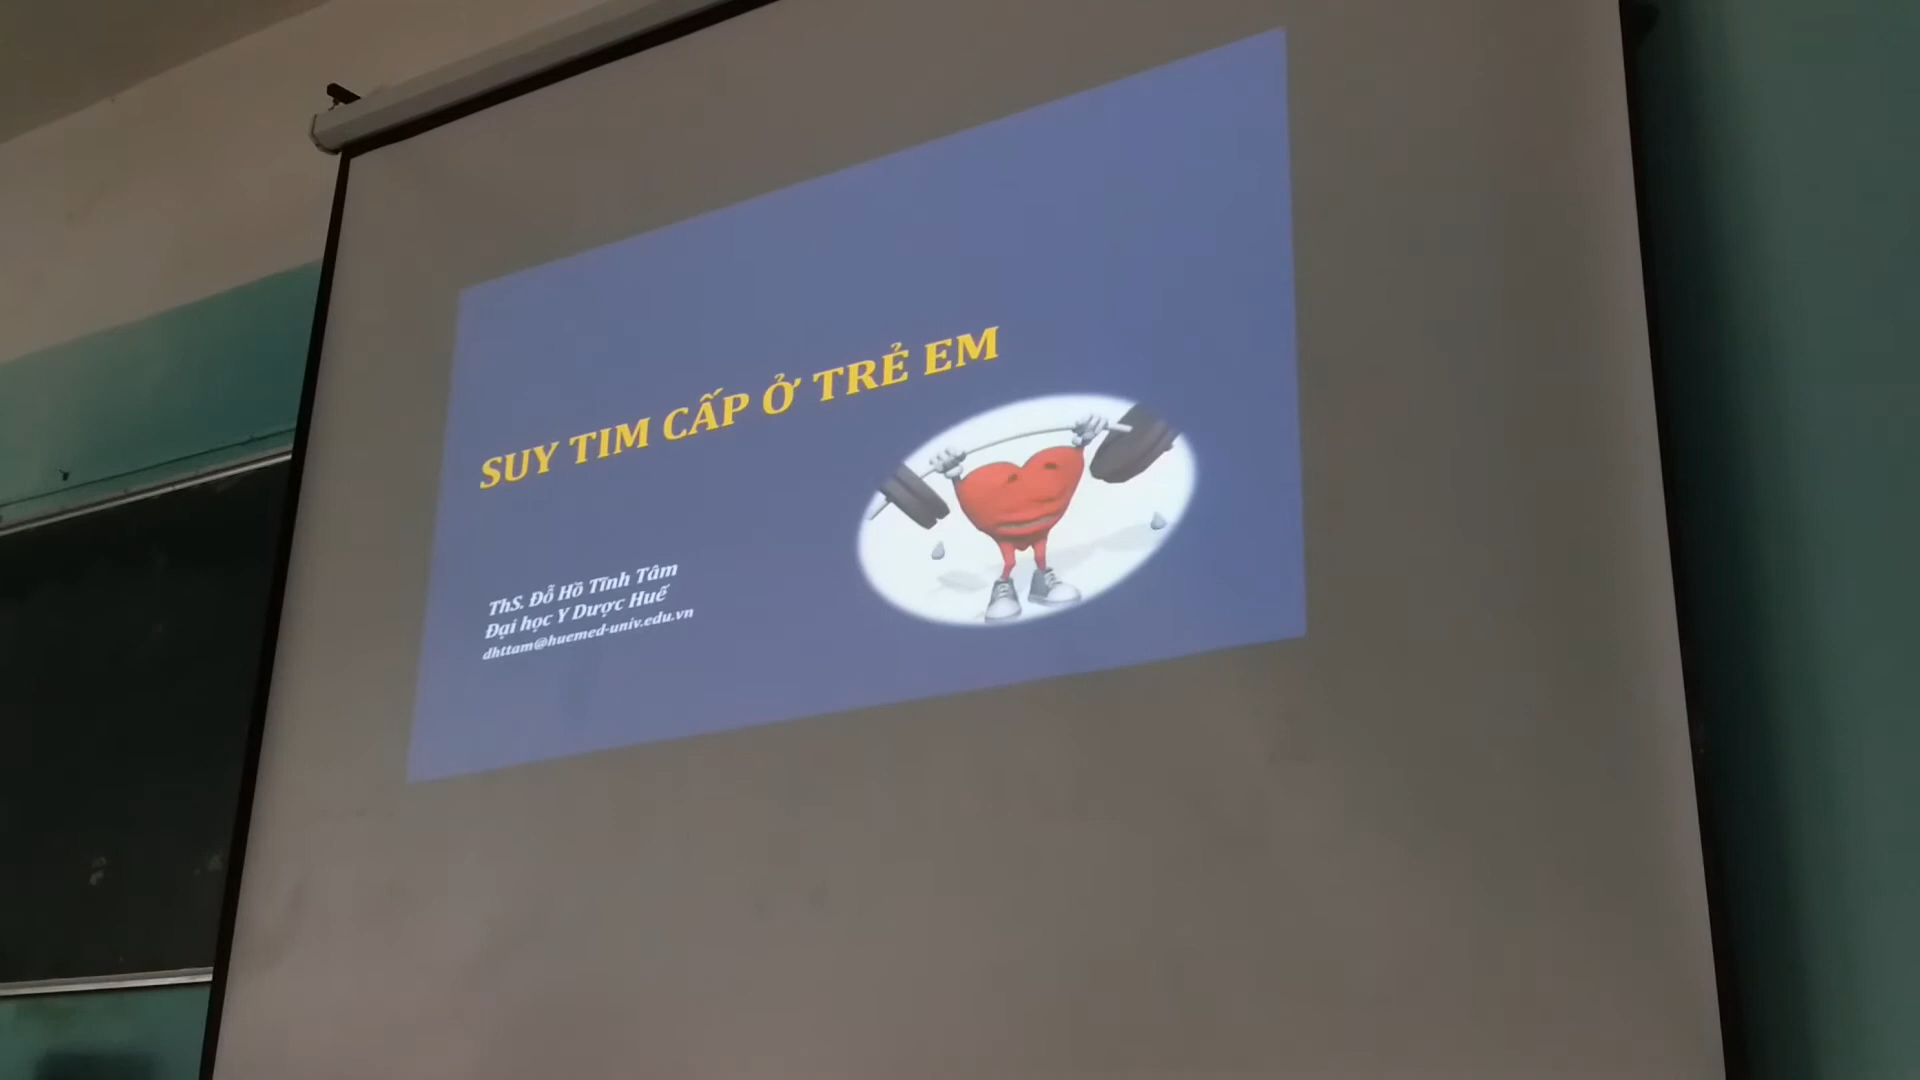 SUY TIM CẤP Ở TRẺ EM
ThS. Đỗ Hồ Tĩnh Tâm
Đại học Y Dược Huế
dhttam@huemed-univ.edu.vn